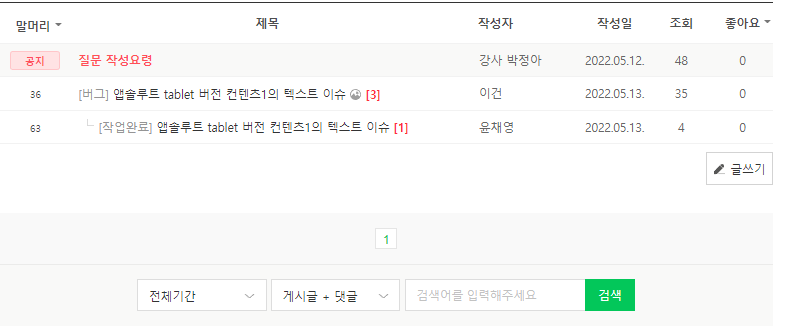 말머리 제목 작성자 작성일 조회 좋아요
공지 질문 작성요령 강사 박정아 2022.05.12. 48 0
36 [버그] 앱솔루트 tablet 버전 컨텐츠1의 텍스트 이슈 [3] 이건 2022.05.13. 35 0
63 [작업완료] 앱솔루트 tablet 버전 컨텐츠1의 텍스트 이슈 [1] 윤채영 2022.05.13. 4 0
글쓰기
1
전체기간 게시글 + 댓글 검색어를 입력해주세요 검색